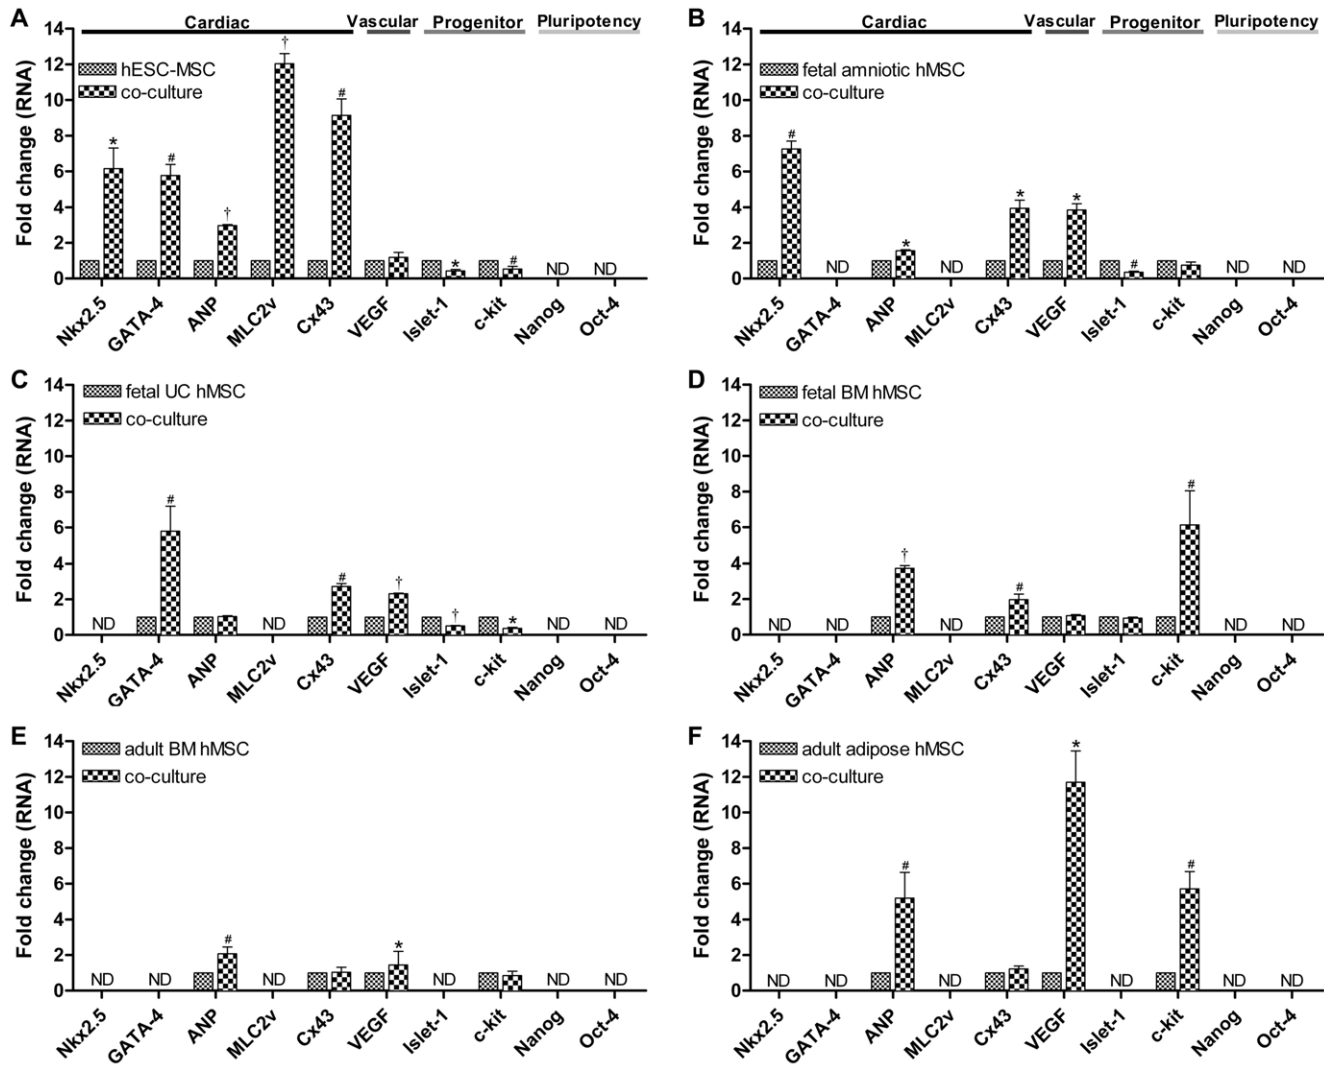 A
Cardiac Vascular Progenitor Pluripotency
Fold change (RNA)
14
12
10
8
6
4
2
0
hESC-MSC
co-culture
* # † † # * # ND ND
Nkx2.5 GATA-4 ANP MLC2v Cx43 VEGF Islet-1 c-kit Nanog Oct-4
B
Cardiac Vascular Progenitor Pluripotency
Fold change (RNA)
14
12
10
8
6
4
2
0
fetal amniotic hMSC
co-culture
# ND * ND * * # ND ND
Nkx2.5 GATA-4 ANP MLC2v Cx43 VEGF Islet-1 c-kit Nanog Oct-4
C
Fold change (RNA)
14
12
10
8
6
4
2
0
fetal UC hMSC
co-culture
ND # ND # † † * ND ND
Nkx2.5 GATA-4 ANP MLC2v Cx43 VEGF Islet-1 c-kit Nanog Oct-4
D
Fold change (RNA)
14
12
10
8
6
4
2
0
fetal BM hMSC
co-culture
ND ND † ND # # ND ND
Nkx2.5 GATA-4 ANP MLC2v Cx43 VEGF Islet-1 c-kit Nanog Oct-4
E
Fold change (RNA)
14
12
10
8
6
4
2
0
adult BM hMSC
co-culture
ND ND # ND * ND ND ND
Nkx2.5 GATA-4 ANP MLC2v Cx43 VEGF Islet-1 c-kit Nanog Oct-4
F
Fold change (RNA)
14
12
10
8
6
4
2
0
adult adipose hMSC
co-culture
ND ND # ND * ND # ND ND
Nkx2.5 GATA-4 ANP MLC2v Cx43 VEGF Islet-1 c-kit Nanog Oct-4